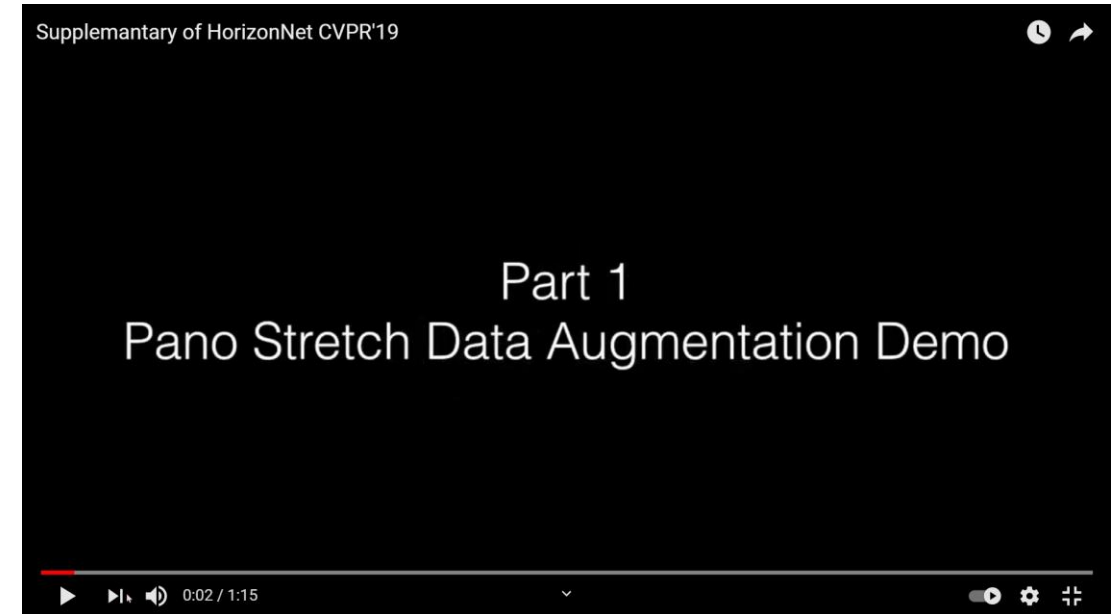 Supplemantary of HorizonNet CVPR'19
Part 1
Pano Stretch Data Augmentation Demo
0:02 / 1:15